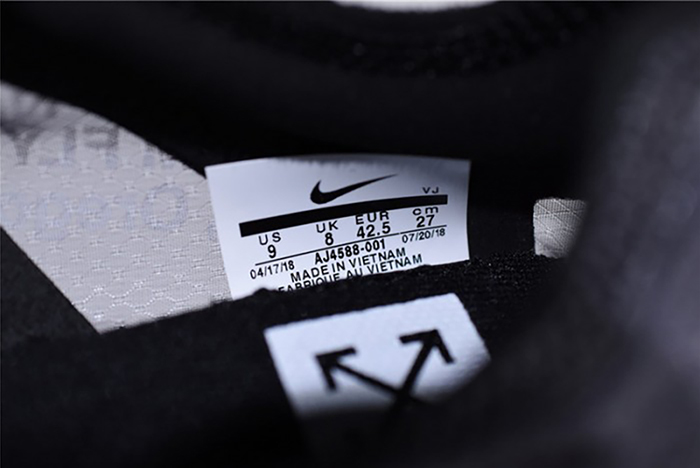 VJ
US UK EUR cm
9 8 42.5 27
04/17/18 AJ4588-001 07/20/18
MADE IN VIETNAM
FABRIQUE AU VIETNAM